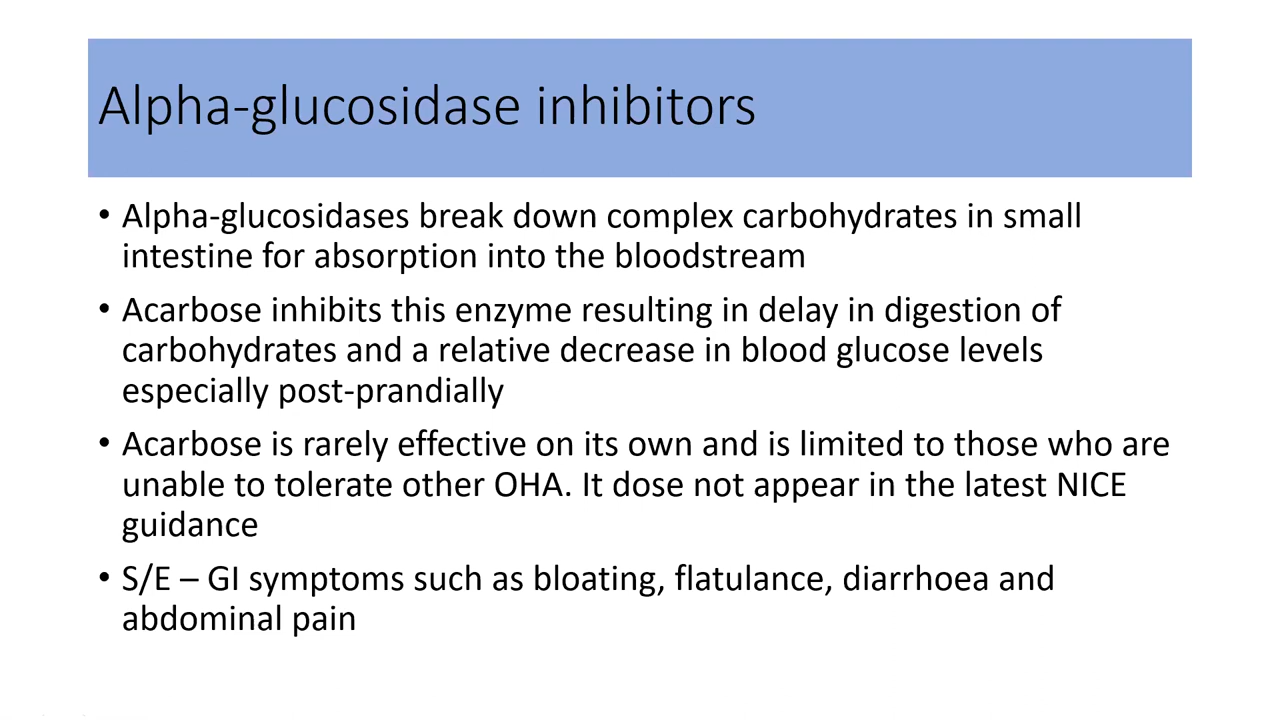 Alpha-glucosidase inhibitors
• Alpha-glucosidases break down complex carbohydrates in small
intestine for absorption into the bloodstream
• Acarbose inhibits this enzyme resulting in delay in digestion of
carbohydrates and a relative decrease in blood glucose levels
especially post-prandially
• Acarbose is rarely effective on its own and is limited to those who are
unable to tolerate other OHA. It dose not appear in the latest NICE
guidance
• S/E – GI symptoms such as bloating, flatulance, diarrhoea and
abdominal pain